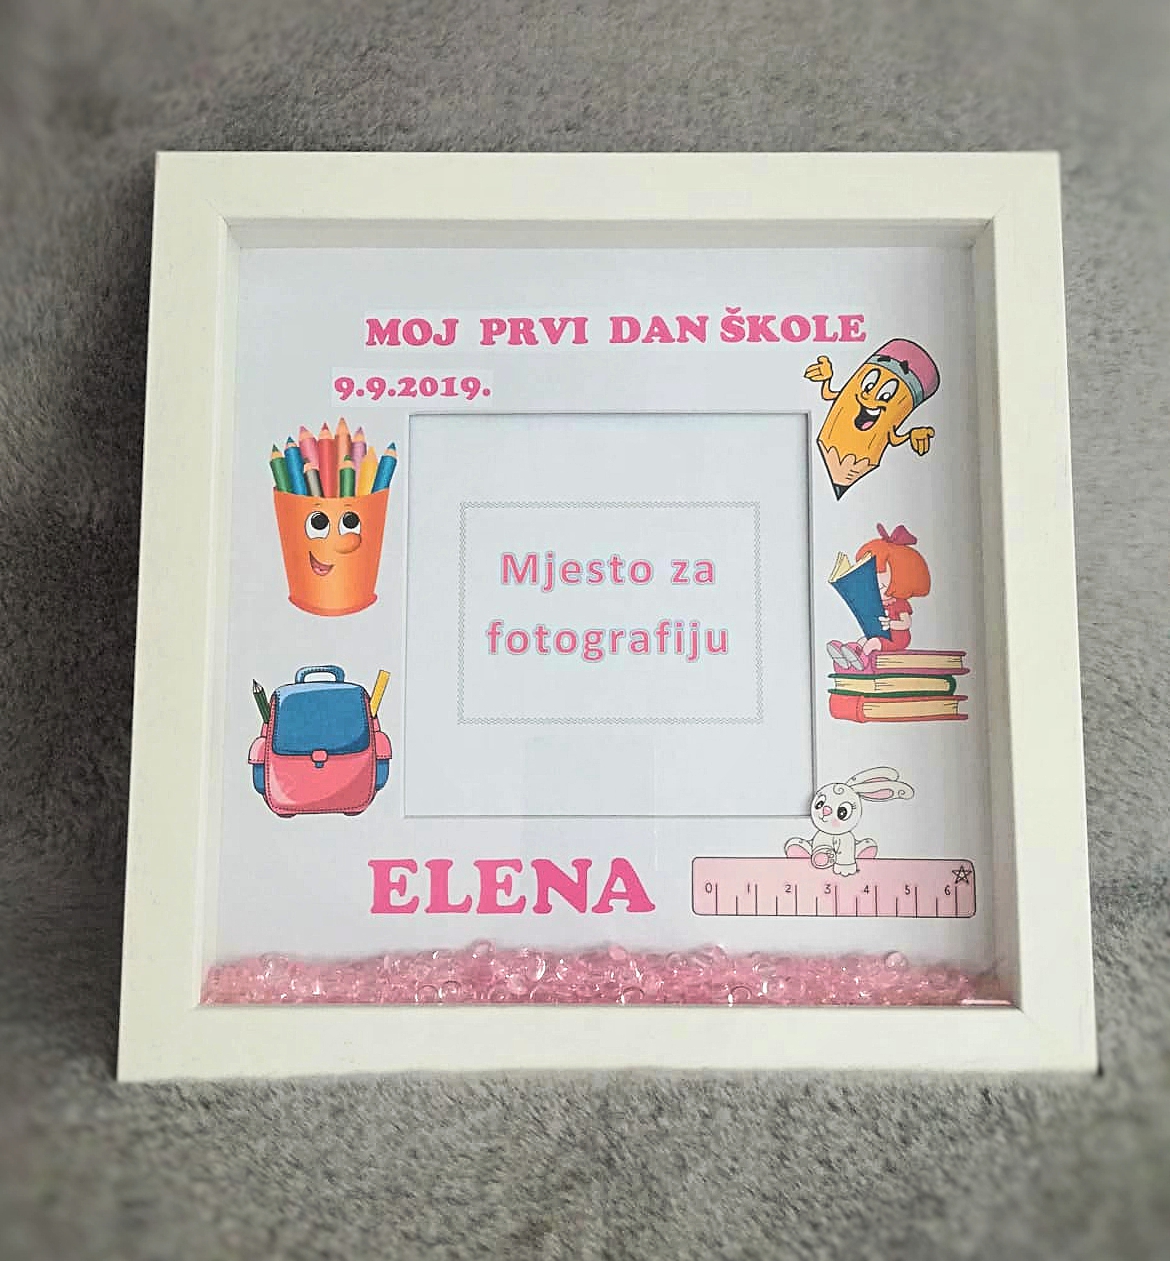 MOJ PRVI DAN ŠKOLE
9.9.2019.
Mjesto za
fotografiju
ELENA
0 1 2 3 4 5 6